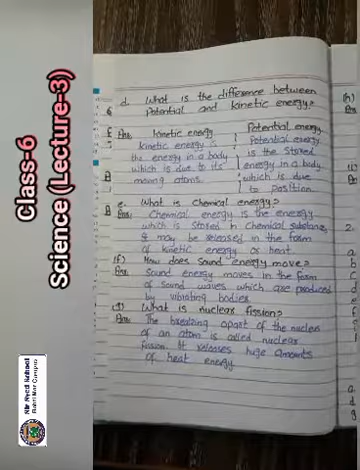 Class-6
Science (Lecture-3)
d. What is the difference between
Potential and kinetic energy?
Ans. Kinetic energy
Kinetic energy is
the energy in a body
which is due to its
moving atoms.
Potential energy
Potential energy
is the stored
energy in a body
which is due
to position.
e. What is chemical energy?
Ans: Chemical energy is the energy
which is stored in chemical substance,
It may be released in the form
of kinetic energy or heat.
(f) How does sound energy move?
Ans. Sound energy moves in the form
of sound waves which are produced
by vibrating bodies.
What is nuclear fission?
Ans: The breaking apart of the nucleus
of an atom is called nuclear
fission. It releases huge amounts
of heat energy.
(h)
2.